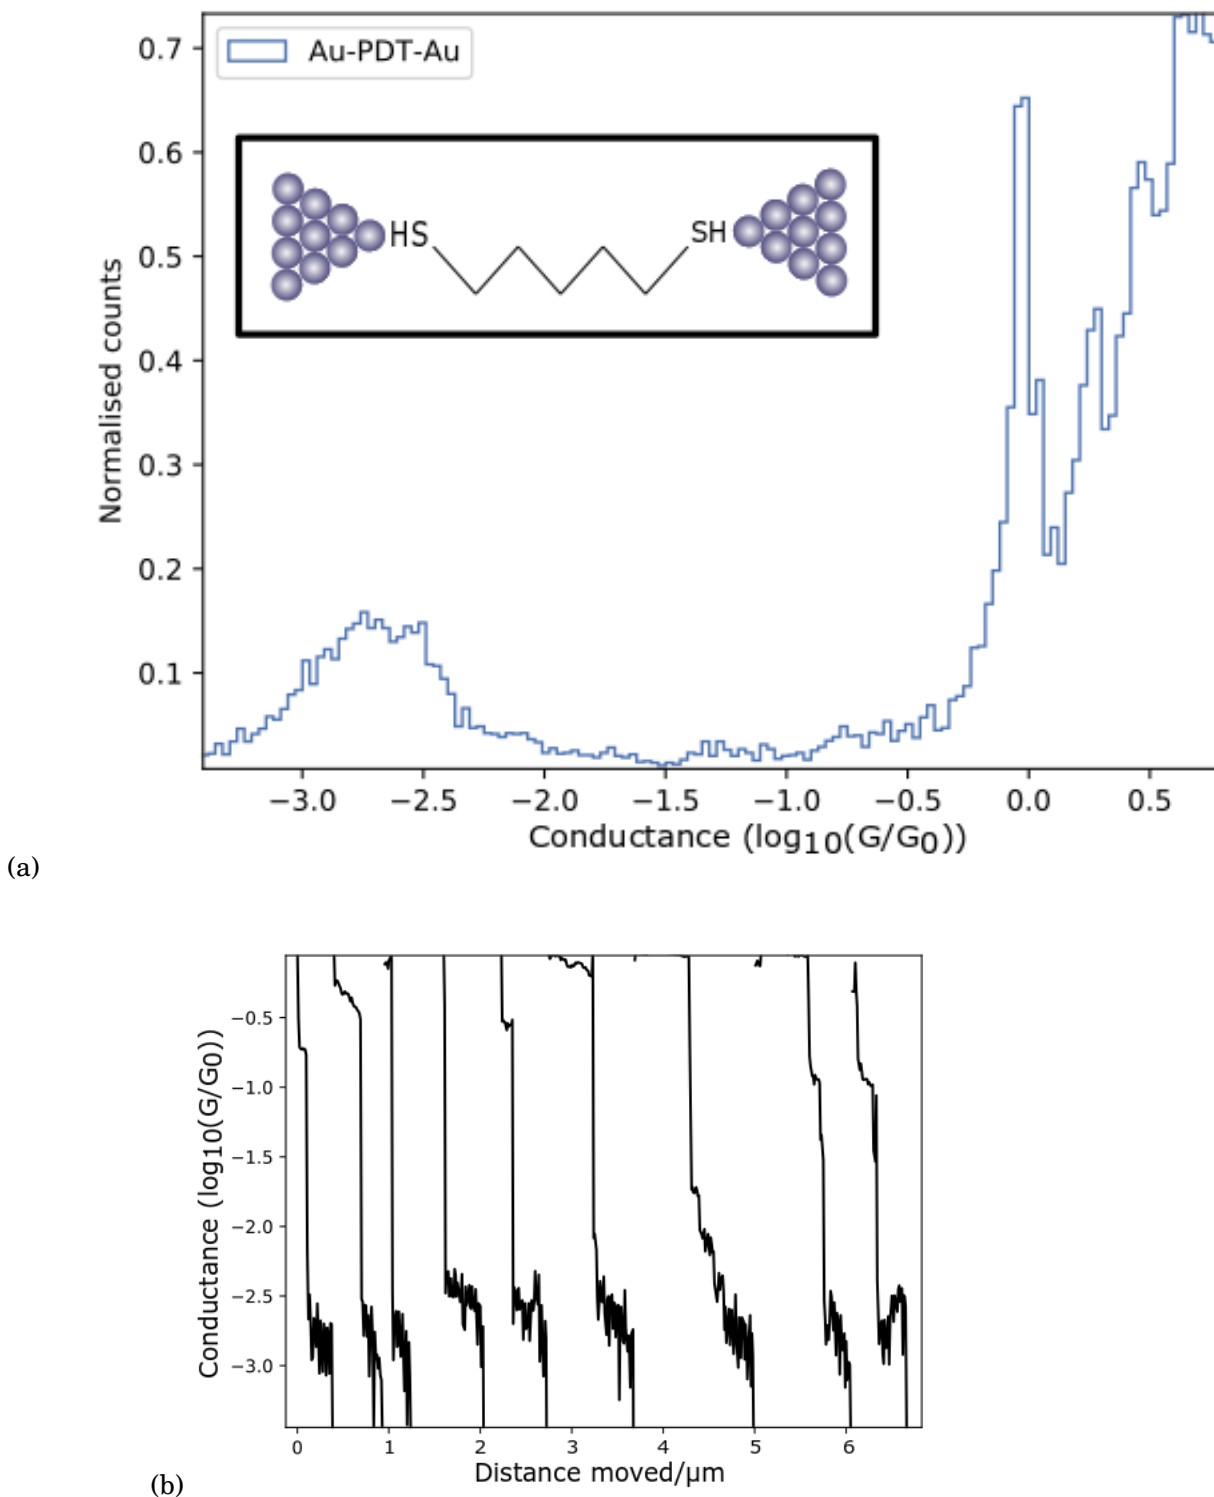 Au-PDT-Au
HS
SH
Normalised counts
0.7
0.6
0.5
0.4
0.3
0.2
0.1
−3.0 −2.5 −2.0 −1.5 −1.0 −0.5 0.0 0.5
Conductance (log10(G/G0))
(a)
Conductance (log10(G/G0))
−0.5
−1.0
−1.5
−2.0
−2.5
−3.0
0 1 2 3 4 5 6
Distance moved/μm
(b)